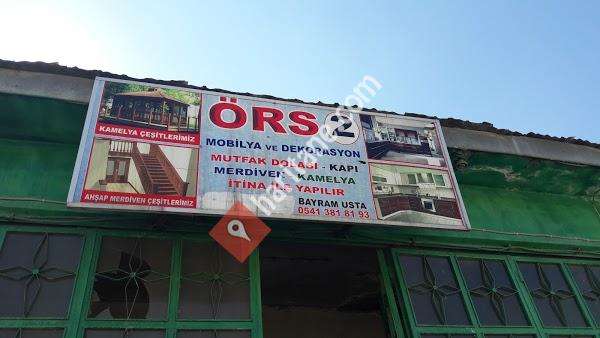 ÖRS 42
MOBİLYA VE DEKORASYON
MUTFAK DOLABI - KAPI
MERDİVEN - KAMELYA
İTİNA İLE YAPILIR
BAYRAM USTA
0541 381 81 93
KAMELYA ÇEŞİTLERİMİZ
AHŞAP MERDİVEN ÇEŞİTLERİMİZ